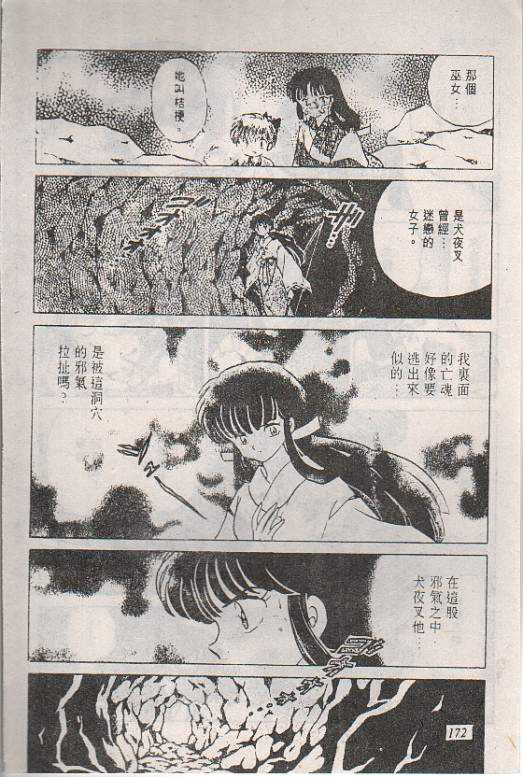 那個
巫女…
她叫桔梗。
是犬夜叉
曾經…
迷戀的
女子。
我裏面
的亡魂
好像要
逃出來
似的…
是被這洞穴
的邪氣
拉扯嗎？
在這股
邪氣之中
犬夜叉他…
172